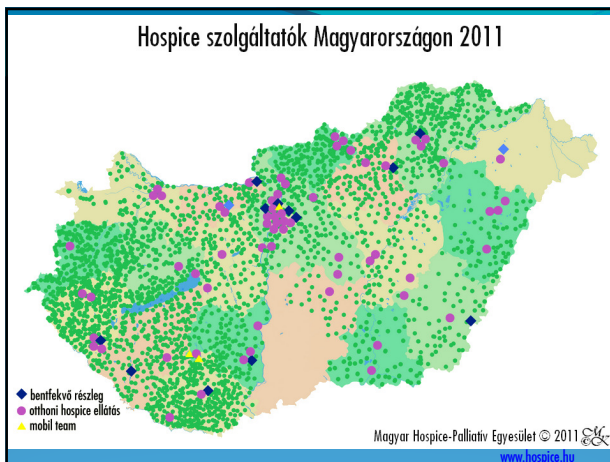 Hospice szolgáltatók Magyarországon 2011
bentfekvő részleg
otthoni hospice ellátás
mobil team
Magyar Hospice-Palliatív Egyesület © 2011
www.hospice.hu